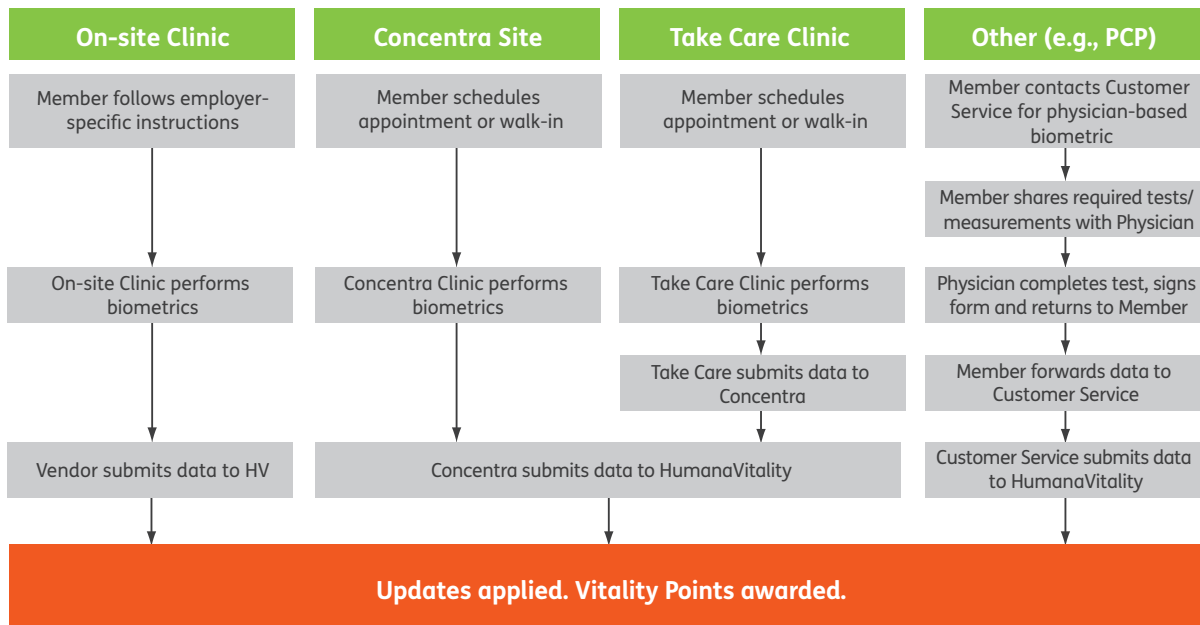 On-site Clinic
Concentra Site
Take Care Clinic
Other (e.g., PCP)
Member follows employer-
specific instructions
Member schedules
appointment or walk-in
Member schedules
appointment or walk-in
Member contacts Customer
Service for physician-based
biometric
Member shares required tests/
measurements with Physician
On-site Clinic performs
biometrics
Concentra Clinic performs
biometrics
Take Care Clinic performs
biometrics
Physician completes test, signs
form and returns to Member
Take Care submits data to
Concentra
Member forwards data to
Customer Service
Vendor submits data to HV
Concentra submits data to HumanaVitality
Customer Service submits data
to HumanaVitality
Updates applied. Vitality Points awarded.